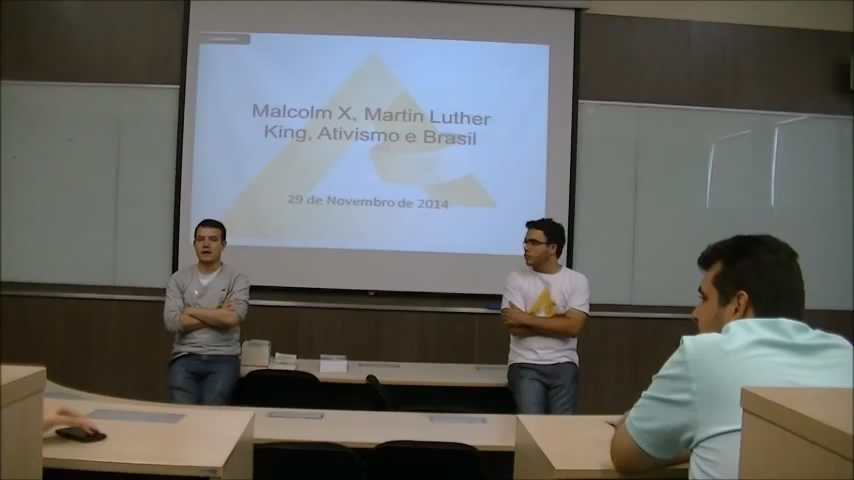 Malcolm X, Martin Luther
King, Ativismo e Brasil
29 de Novembro de 2014